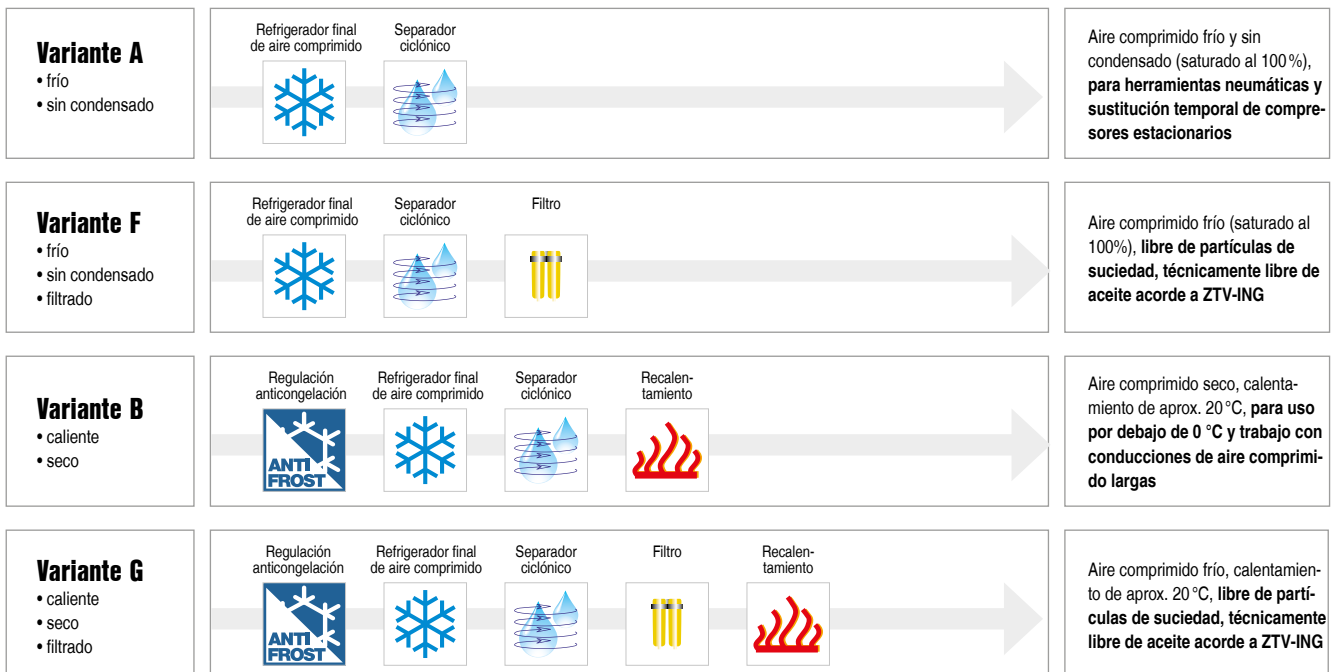 Variante A
• frío
• sin condensado
Refrigerador final
de aire comprimido
Separador
ciclónico
Aire comprimido frío y sin
condensado (saturado al 100%),
para herramientas neumáticas y
sustitución temporal de compre-
sores estacionarios
Variante F
• frío
• sin condensado
• filtrado
Refrigerador final
de aire comprimido
Separador
ciclónico
Filtro
Aire comprimido frío (saturado al
100%), libre de partículas de
suciedad, técnicamente libre de
aceite acorde a ZTV-ING
Variante B
• caliente
• seco
Regulación
anticongelación
ANTI
FROST
Refrigerador final
de aire comprimido
Separador
ciclónico
Recalen-
tamiento
Aire comprimido seco, calenta-
miento de aprox. 20°C, para uso
por debajo de 0 °C y trabajo con
conducciones de aire comprimi-
do largas
Variante G
• caliente
• seco
• filtrado
Regulación
anticongelación
ANTI
FROST
Refrigerador final
de aire comprimido
Separador
ciclónico
Filtro
Recalen-
tamiento
Aire comprimido frío, calentamien-
to de aprox. 20°C, libre de partí-
culas de suciedad, técnicamente
libre de aceite acorde a ZTV-ING